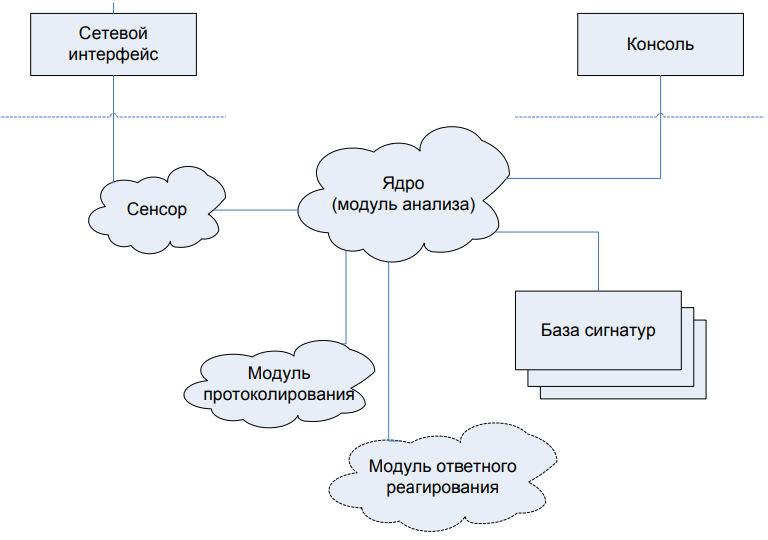 Сетевой
интерфейс
Консоль
Ядро
(модуль анализа)
Сенсор
База сигнатур
Модуль
протоколирования
Модуль ответного
реагирования